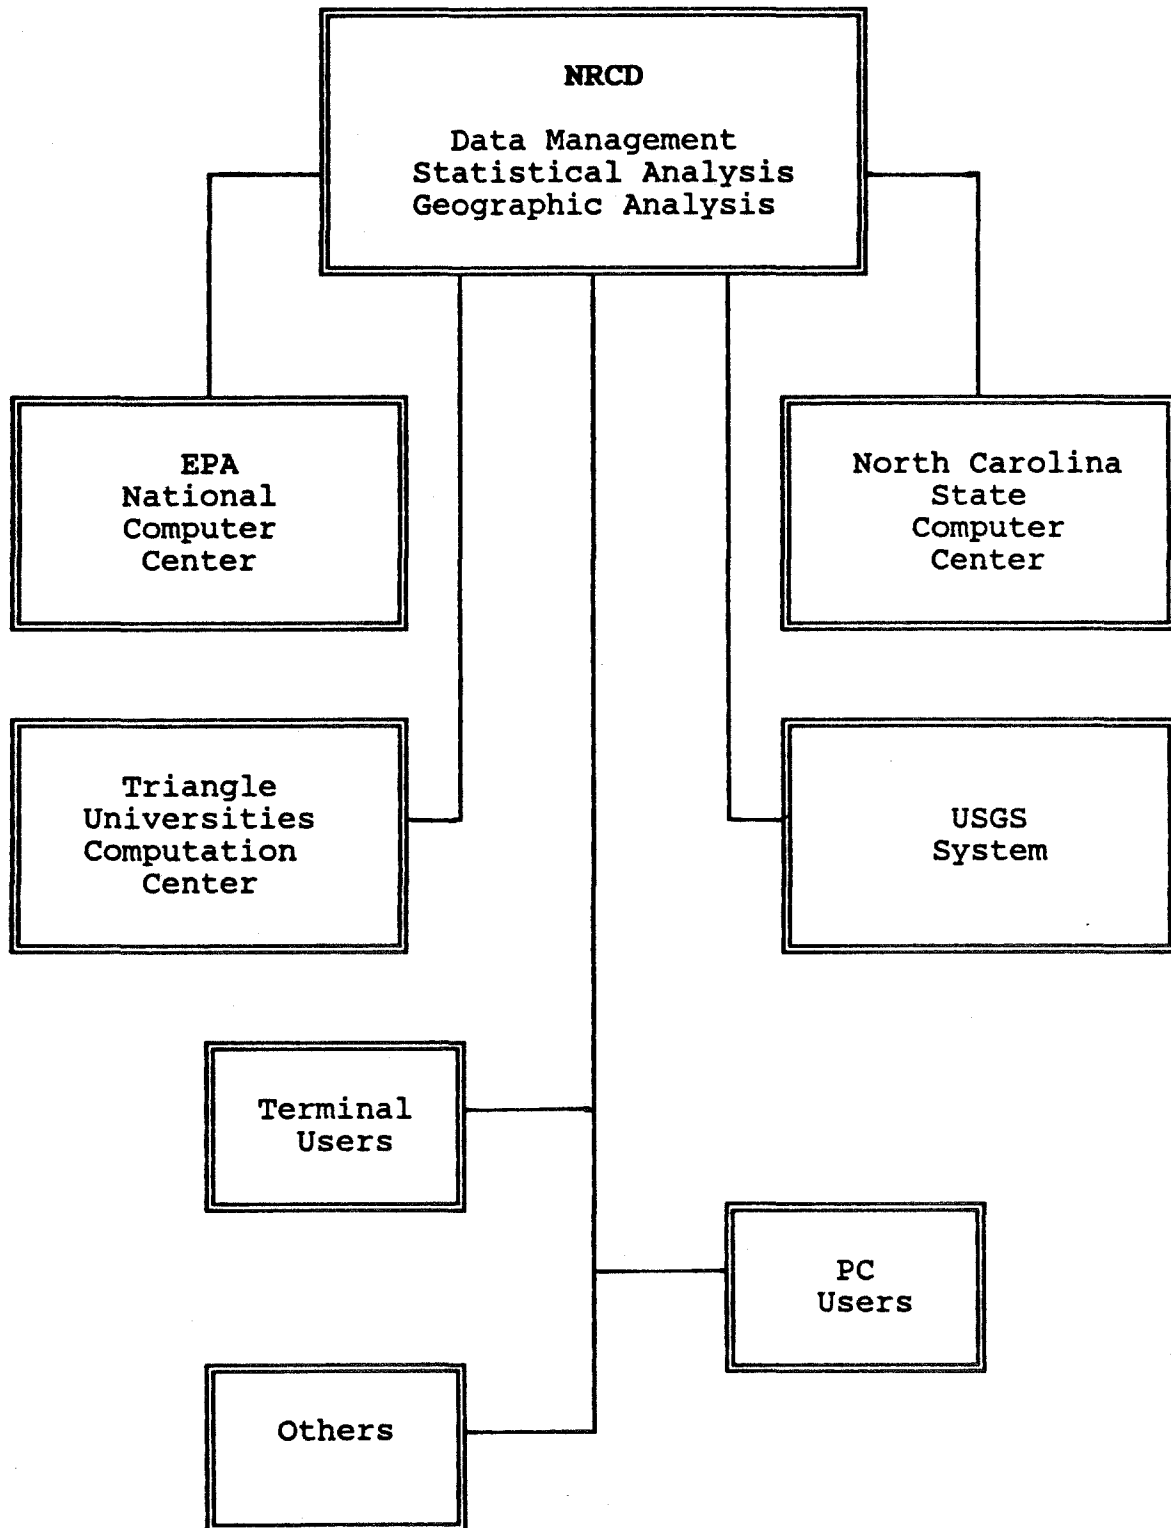 NRCD
Data Management
Statistical Analysis
Geographic Analysis
EPA
National
Computer
Center
North Carolina
State
Computer
Center
Triangle
Universities
Computation
Center
USGS
System
Terminal
Users
PC
Users
Others